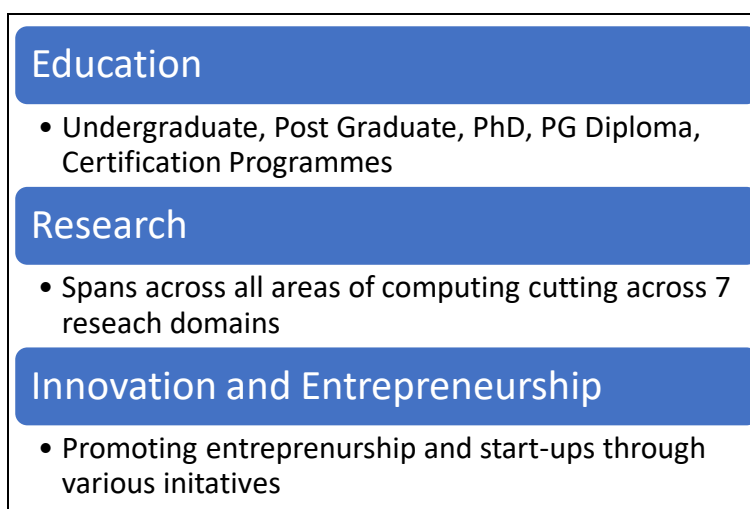 Education
• Undergraduate, Post Graduate, PhD, PG Diploma,
Certification Programmes
Research
• Spans across all areas of computing cutting across 7
reseach domains
Innovation and Entrepreneurship
• Promoting entreprenurship and start-ups through
various initatives